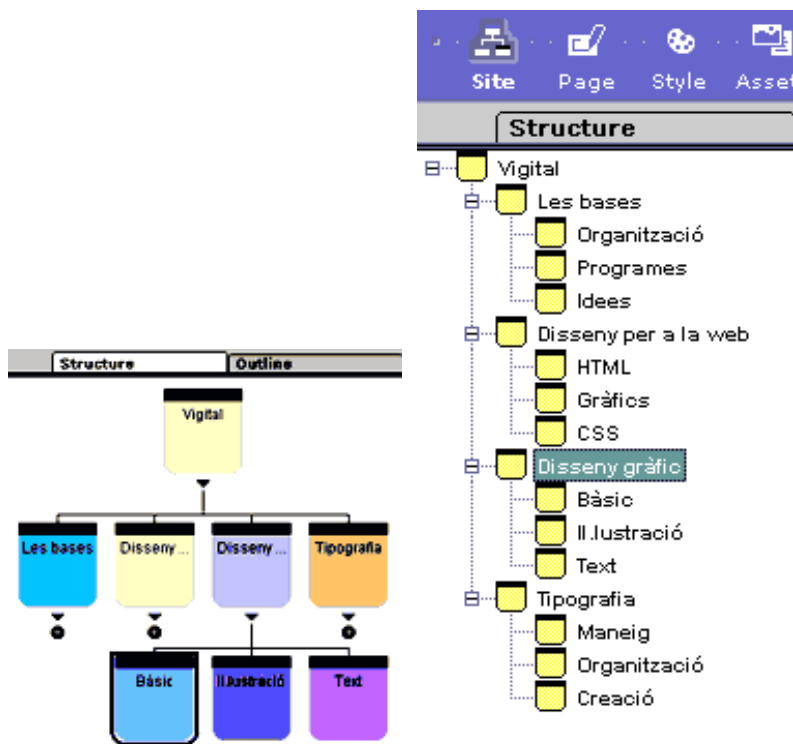 Structure Outline
Vigital
Les bases Disseny ... Disseny ... Tipografia
Bàsic Il.lustració Text
Site Page Style Asset
Structure
Vigital
Les bases
Organització
Programes
Idees
Disseny per a la web
HTML
Gràfics
CSS
Disseny gràfic
Bàsic
Il.lustració
Text
Tipografia
Maneig
Organització
Creació